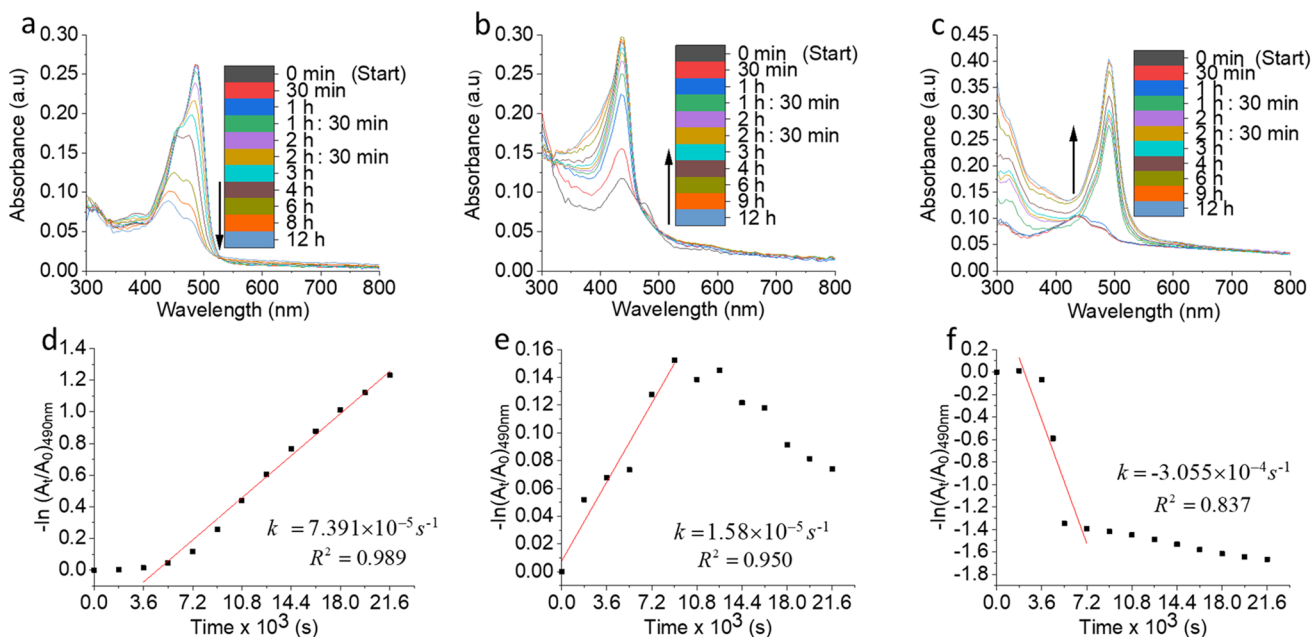 a
0.30
0.25
0.20
0.15
0.10
0.05
0.00
Absorbance (a.u)
300 400 500 600 700 800
Wavelength (nm)
0 min (Start)
30 min
1 h
1 h : 30 min
2 h
2 h : 30 min
3 h
4 h
6 h
8 h
12 h
b
0.30
0.25
0.20
0.15
0.10
0.05
0.00
Absorbance (a.u)
300 400 500 600 700 800
Wavelength (nm)
0 min (Start)
30 min
1 h
1 h : 30 min
2 h
2 h : 30 min
3 h
4 h
6 h
9 h
12 h
c
0.45
0.40
0.35
0.30
0.25
0.20
0.15
0.10
0.05
0.00
Absorbance (a.u)
300 400 500 600 700 800
Wavelength (nm)
0 min (Start)
30 min
1 h
1 h : 30 min
2 h
2 h : 30 min
3 h
4 h
6 h
9 h
12 h
d
1.4
1.2
1.0
0.8
0.6
0.4
0.2
0.0
-ln (Aₜ/A₀)490nm
k = 7.391×10⁻⁵ s⁻¹
R² = 0.989
0.0 3.6 7.2 10.8 14.4 18.0 21.6
Time x 10³ (s)
e
0.16
0.14
0.12
0.10
0.08
0.06
0.04
0.02
0.00
-ln(Aₜ/A₀)490nm
k = 1.58×10⁻⁵ s⁻¹
R² = 0.950
0.0 3.6 7.2 10.8 14.4 18.0 21.6
Time x 10³ (s)
f
0.2
0.0
-0.2
-0.4
-0.6
-0.8
-1.0
-1.2
-1.4
-1.6
-1.8
-ln(Aₜ/A₀)490nm
k = -3.055×10⁻⁴ s⁻¹
R² = 0.837
0.0 3.6 7.2 10.8 14.4 18.0 21.6
Time x 10³ (s)